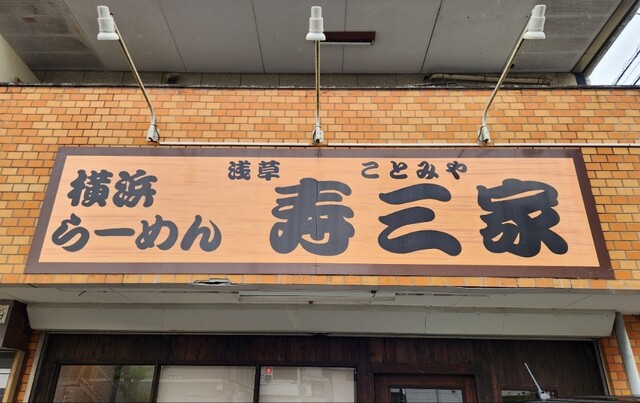 横浜
らーめん
浅草
ことみや
寿三家